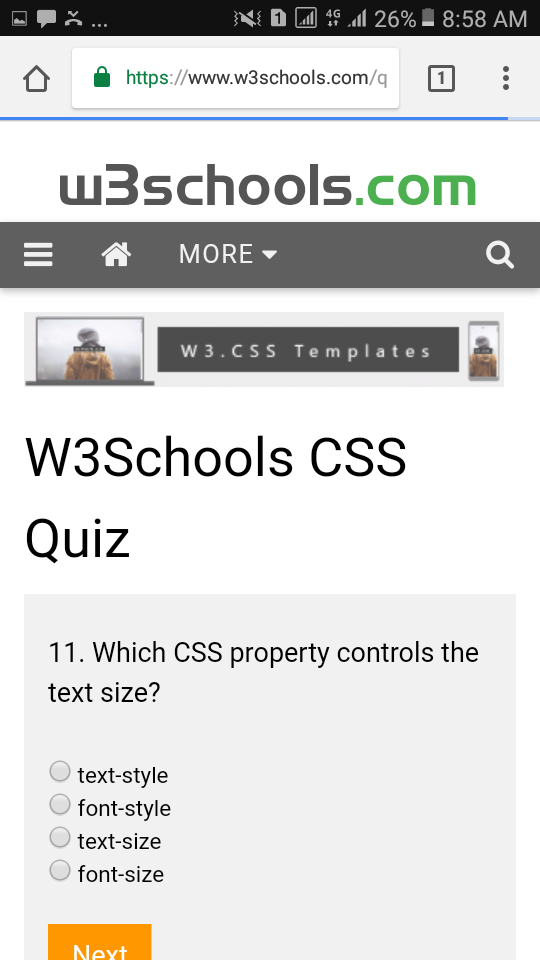 ... 1 4G 26% 8:58 AM
https://www.w3schools.com/q 1
w3schools.com
MORE
W3.CSS Templates
W3Schools CSS
Quiz
11. Which CSS property controls the
text size?
text-style
font-style
text-size
font-size
Next